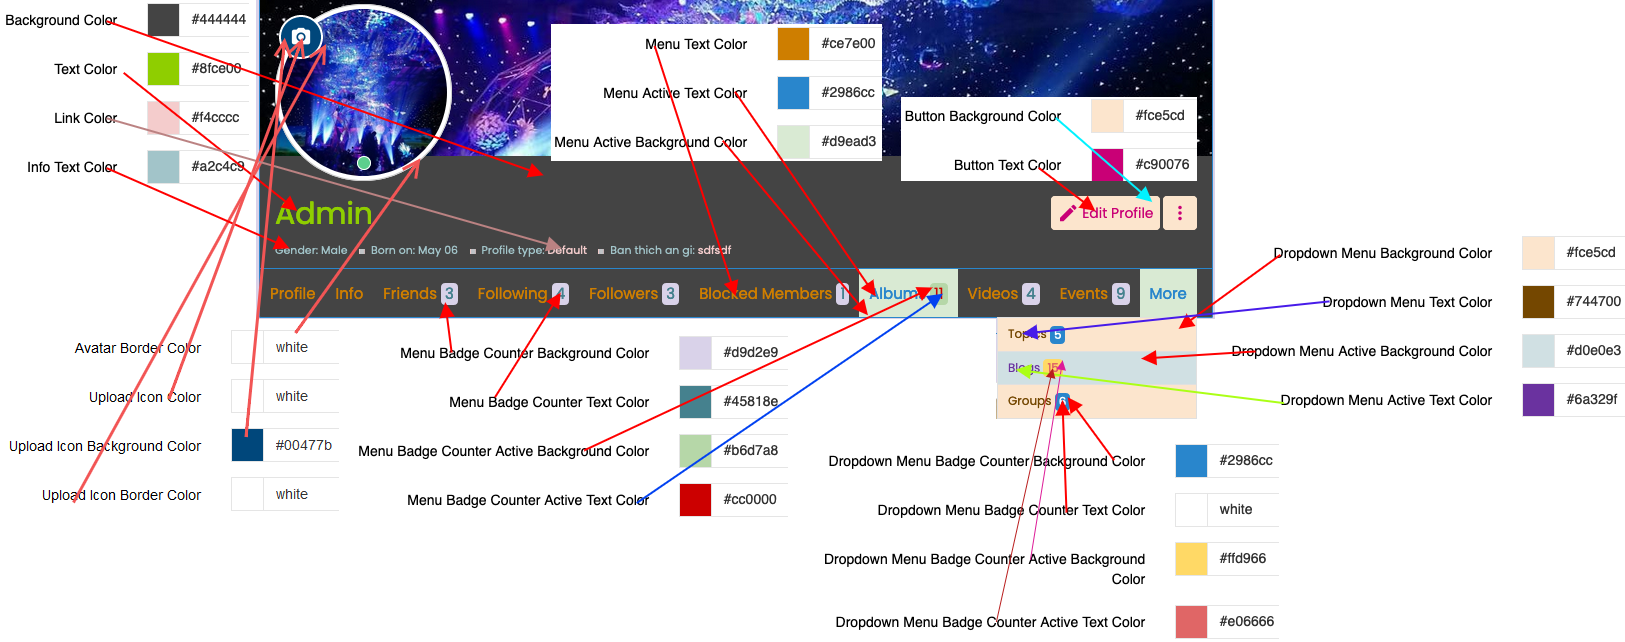 Background Color #444444
Text Color #8fce00
Link Color #f4cccc
Info Text Color #a2c4c9
Menu Text Color #ce7e00
Menu Active Text Color #2986cc
Menu Active Background Color #d9ead3
Button Background Color #fce5cd
Button Text Color #c90076
Admin
Edit Profile
Gender: Male Born on: May 06 Profile type: Default Ban thich an gi: sdfsdf
Profile Info Friends 3 Following 4 Followers 3 Blocked Members 1 Albums 11 Videos 4 Events 9 More
Topics 5
Blogs 15
Groups 6
Dropdown Menu Background Color #fce5cd
Dropdown Menu Text Color #744700
Dropdown Menu Active Background Color #d0e0e3
Dropdown Menu Active Text Color #6a329f
Avatar Border Color white
Upload Icon Color white
Upload Icon Background Color #00477b
Upload Icon Border Color white
Menu Badge Counter Background Color #d9d2e9
Menu Badge Counter Text Color #45818e
Menu Badge Counter Active Background Color #b6d7a8
Menu Badge Counter Active Text Color #cc0000
Dropdown Menu Badge Counter Background Color #2986cc
Dropdown Menu Badge Counter Text Color white
Dropdown Menu Badge Counter Active Background
Color #ffd966
Dropdown Menu Badge Counter Active Text Color #e06666